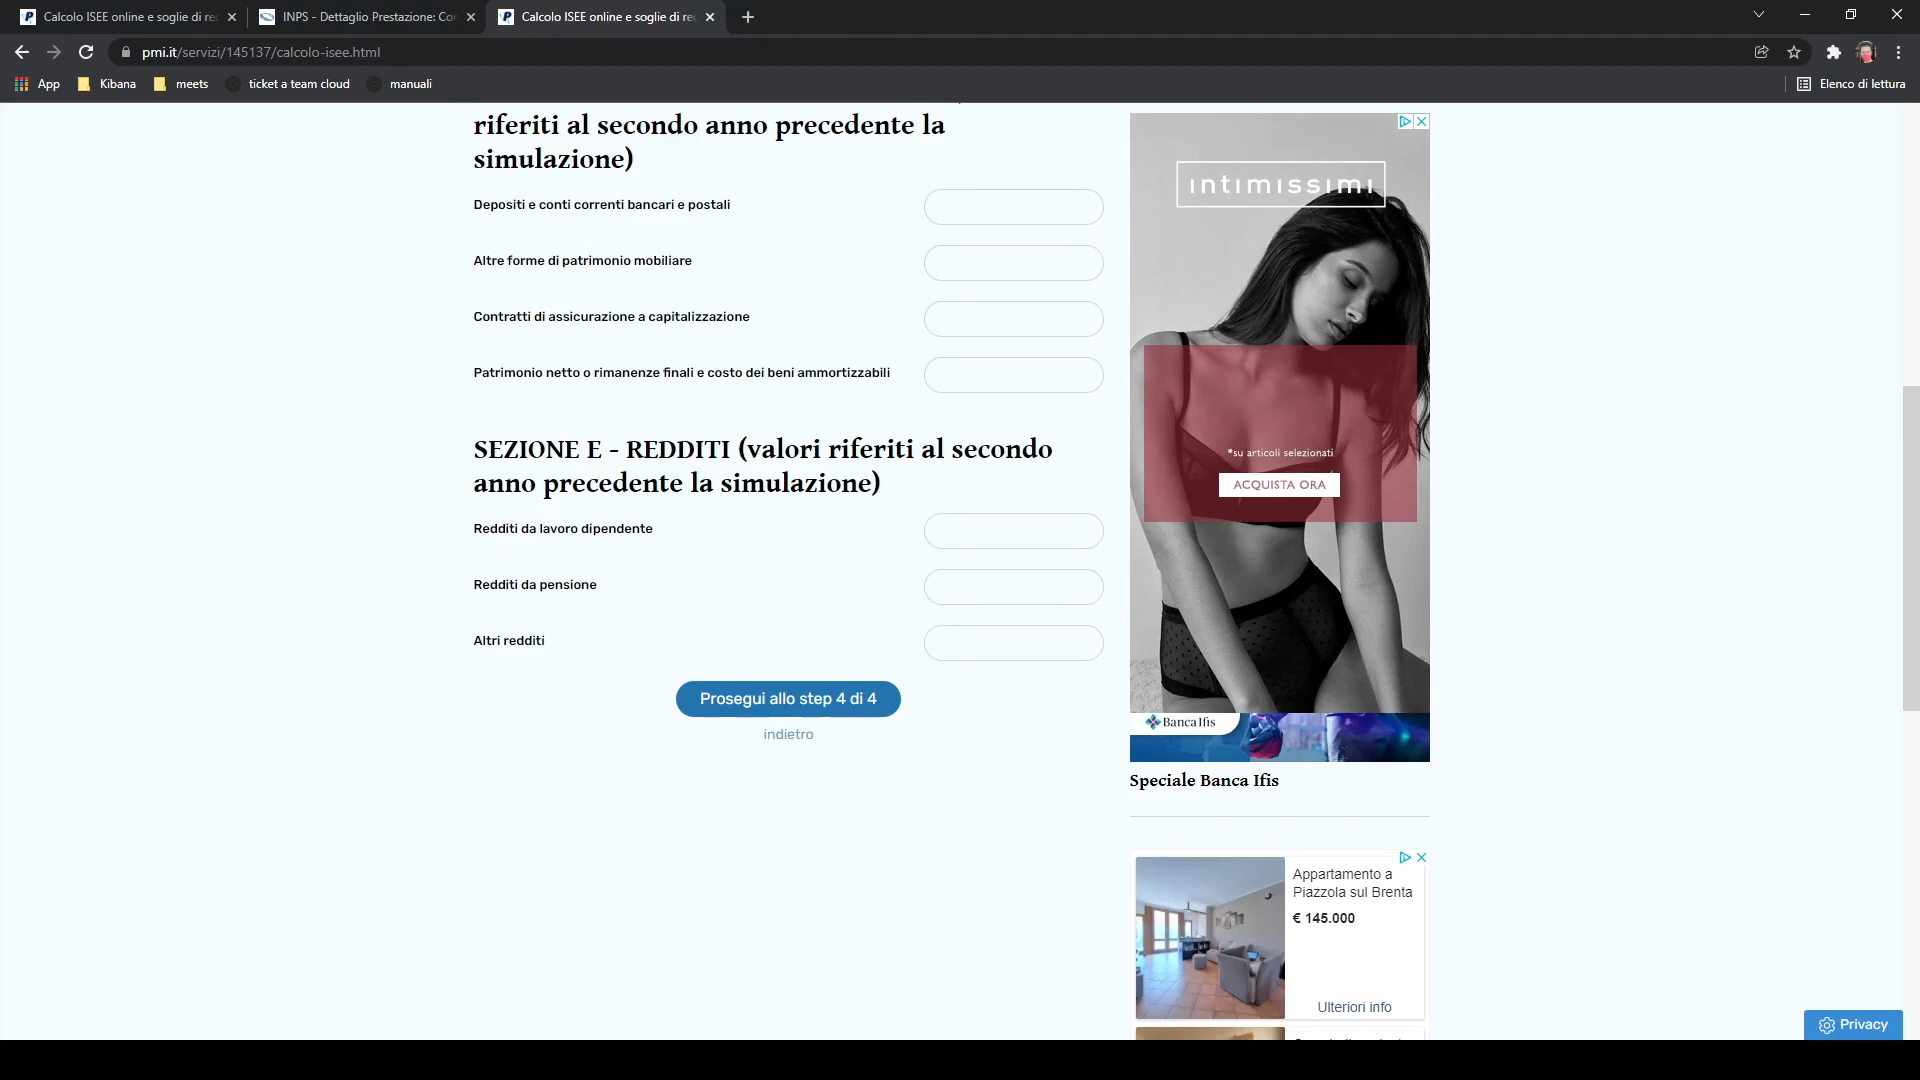 Calcolo ISEE online e soglie di re
INPS - Dettaglio Prestazione: Co
Calcolo ISEE online e soglie di re
pmi.it/servizi/145137/calcolo-isee.html
App
Kibana
meets
ticket a team cloud
manuali
Elenco di lettura
riferiti al secondo anno precedente la
simulazione)
Depositi e conti correnti bancari e postali
Altre forme di patrimonio mobiliare
Contratti di assicurazione a capitalizzazione
Patrimonio netto o rimanenze finali e costo dei beni ammortizzabili
SEZIONE E - REDDITI (valori riferiti al secondo
anno precedente la simulazione)
Redditi da lavoro dipendente
Redditi da pensione
Altri redditi
Prosegui allo step 4 di 4
indietro
intimissimi
*su articoli selezionati
ACQUISTA ORA
Banca Ifis
Speciale Banca Ifis
Appartamento a
Piazzola sul Brenta
€ 145.000
Ulteriori info
Privacy